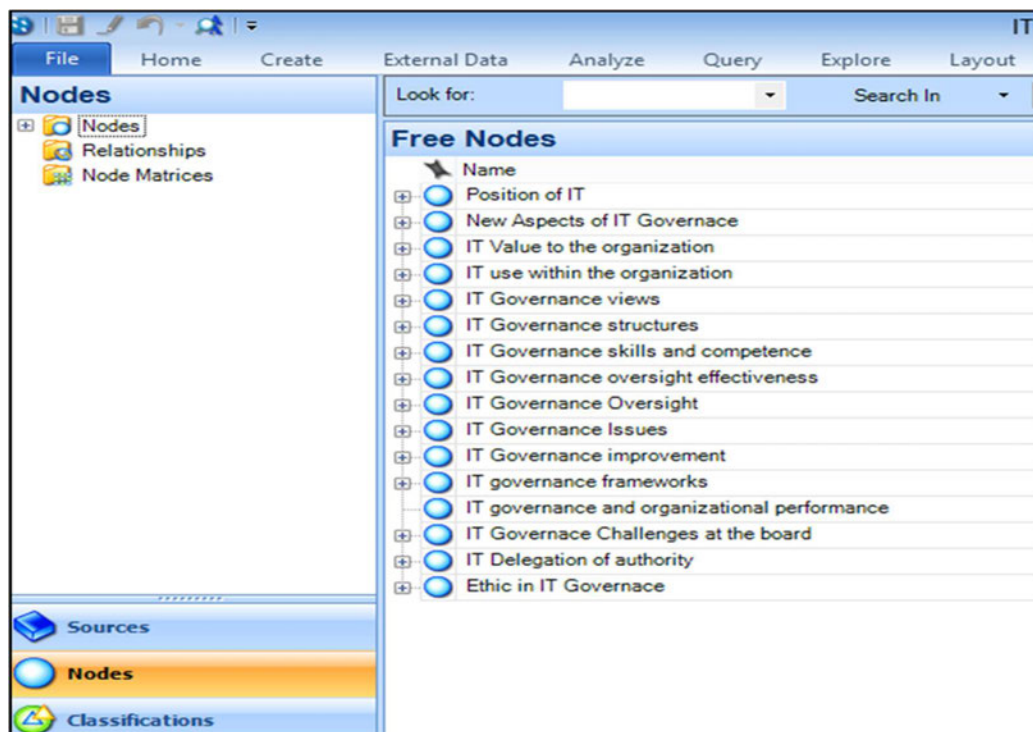 IT
File Home Create External Data Analyze Query Explore Layout
Nodes
Nodes
Relationships
Node Matrices
Sources
Nodes
Classifications
Look for: Search In
Free Nodes
Name
Position of IT
New Aspects of IT Governace
IT Value to the organization
IT use within the organization
IT Governance views
IT Governance structures
IT Governance skills and competence
IT Governance oversight effectiveness
IT Governance Oversight
IT Governance Issues
IT Governance improvement
IT governance frameworks
IT governance and organizational performance
IT Governace Challenges at the board
IT Delegation of authority
Ethic in IT Governace